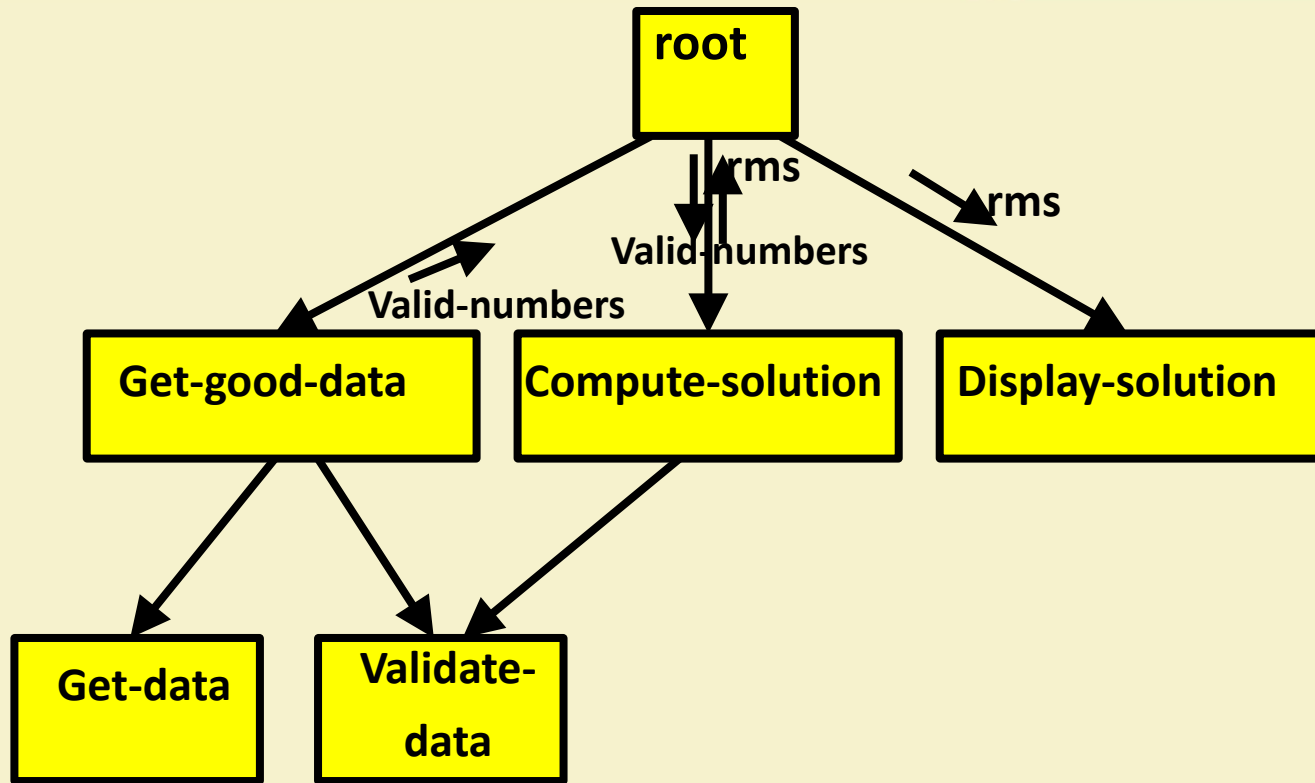 root
rms
rms
Valid-numbers
Valid-numbers
Get-good-data
Compute-solution
Display-solution
Get-data
Validate-
data